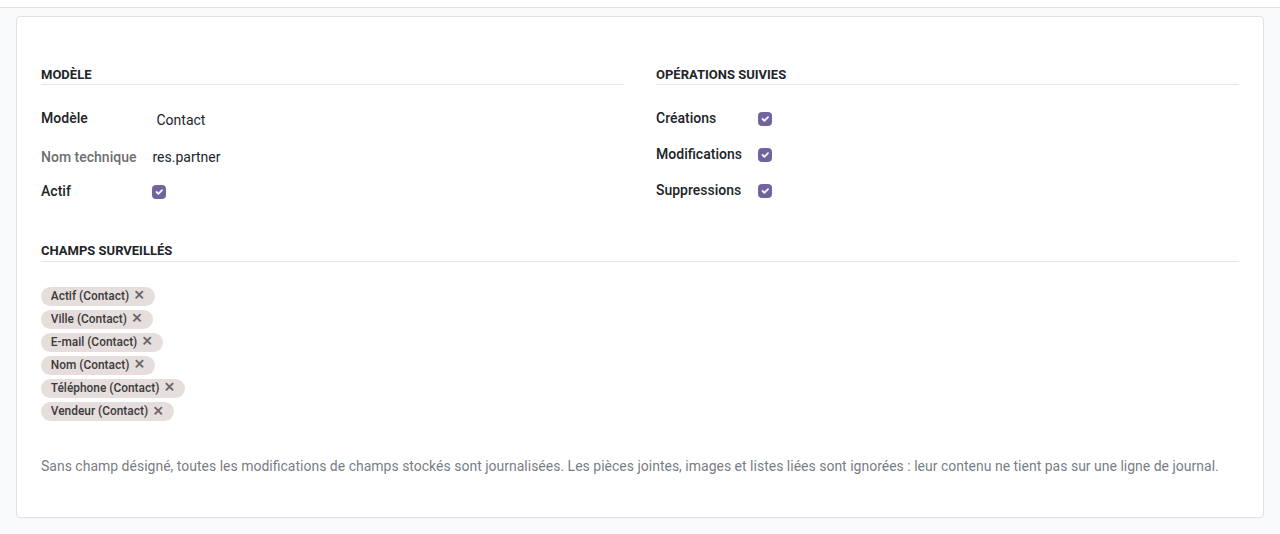 MODÈLE
Modèle Contact
Nom technique res.partner
Actif
OPÉRATIONS SUIVIES
Créations
Modifications
Suppressions
CHAMPS SURVEILLÉS
Actif (Contact) ✕
Ville (Contact) ✕
E-mail (Contact) ✕
Nom (Contact) ✕
Téléphone (Contact) ✕
Vendeur (Contact) ✕
Sans champ désigné, toutes les modifications de champs stockés sont journalisées. Les pièces jointes, images et listes liées sont ignorées : leur contenu ne tient pas sur une ligne de journal.